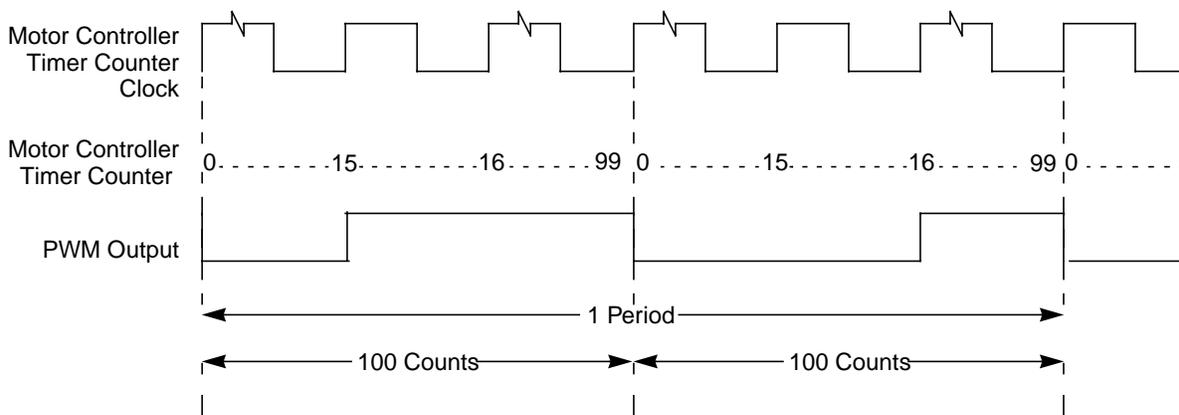 Motor Controller
Timer Counter
Clock
Motor Controller
Timer Counter
0 15 16 99 0 15 16 99 0
PWM Output
1 Period
100 Counts 100 Counts